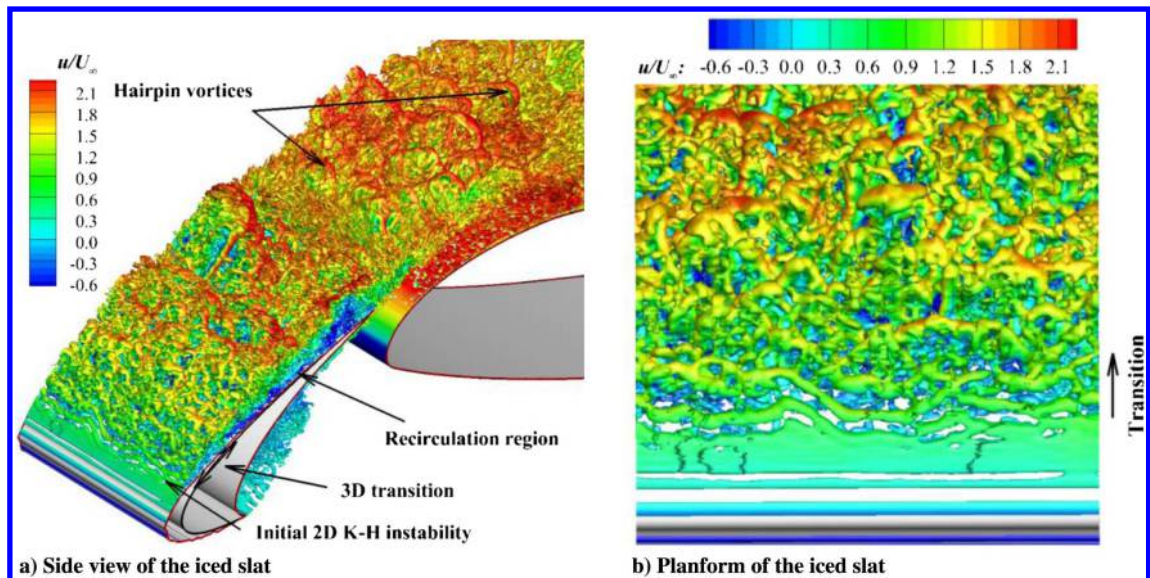 u/U∞
2.1
1.8
1.5
1.2
0.9
0.6
0.3
0.0
-0.3
-0.6
Hairpin vortices
Recirculation region
3D transition
Initial 2D K-H instability
a) Side view of the iced slat
u/U∞: -0.6 -0.3 0.0 0.3 0.6 0.9 1.2 1.5 1.8 2.1
Transition
b) Planform of the iced slat